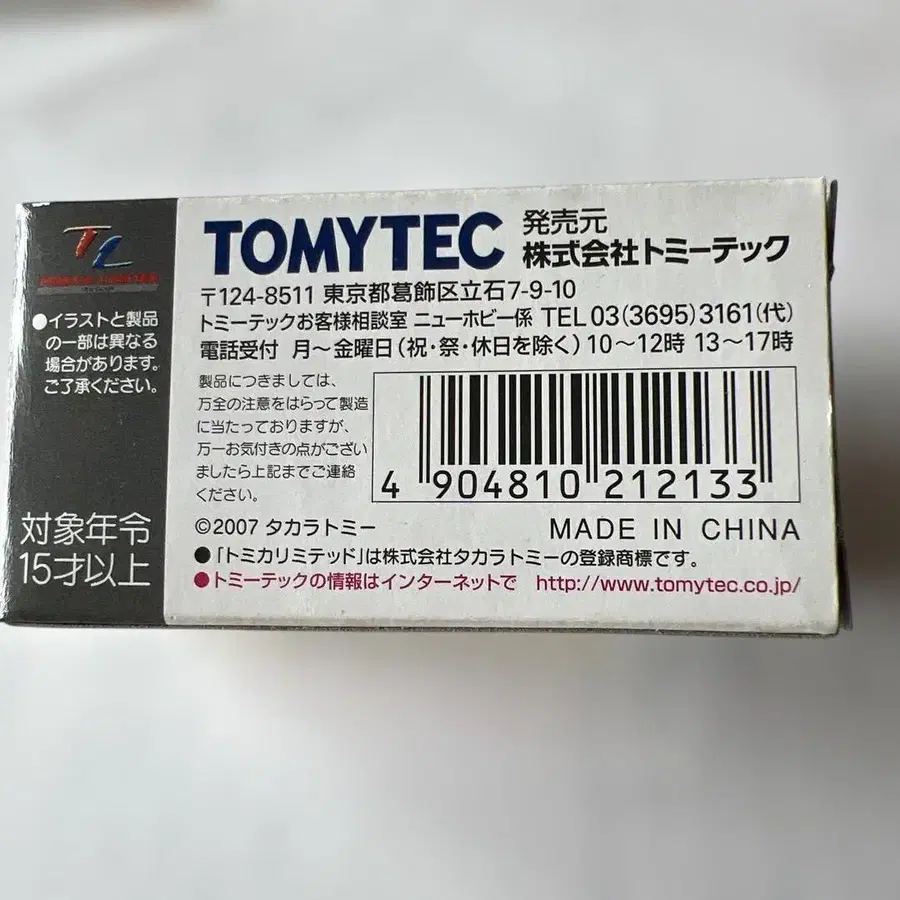 TL
●イラストと製品
の一部は異なる
場合があります。
ご了承ください。
対象年令
15才以上
TOMYTEC
発売元
株式会社トミーテック
〒124-8511 東京都葛飾区立石7-9-10
トミーテックお客様相談室 ニューホビー係 TEL 03(3695)3161(代)
電話受付 月〜金曜日(祝・祭・休日を除く)10〜12時 13〜17時
製品につきましては、
万全の注意をはらって製造
に当たっておりますが、
万一お気付きの点がござい
ましたら上記までご連絡
ください。
4 904810 212133
©2007 タカラトミー
MADE IN CHINA
●「トミカリミテッド」は株式会社タカラトミーの登録商標です。
●トミーテックの情報はインターネットで http://www.tomytec.co.jp/